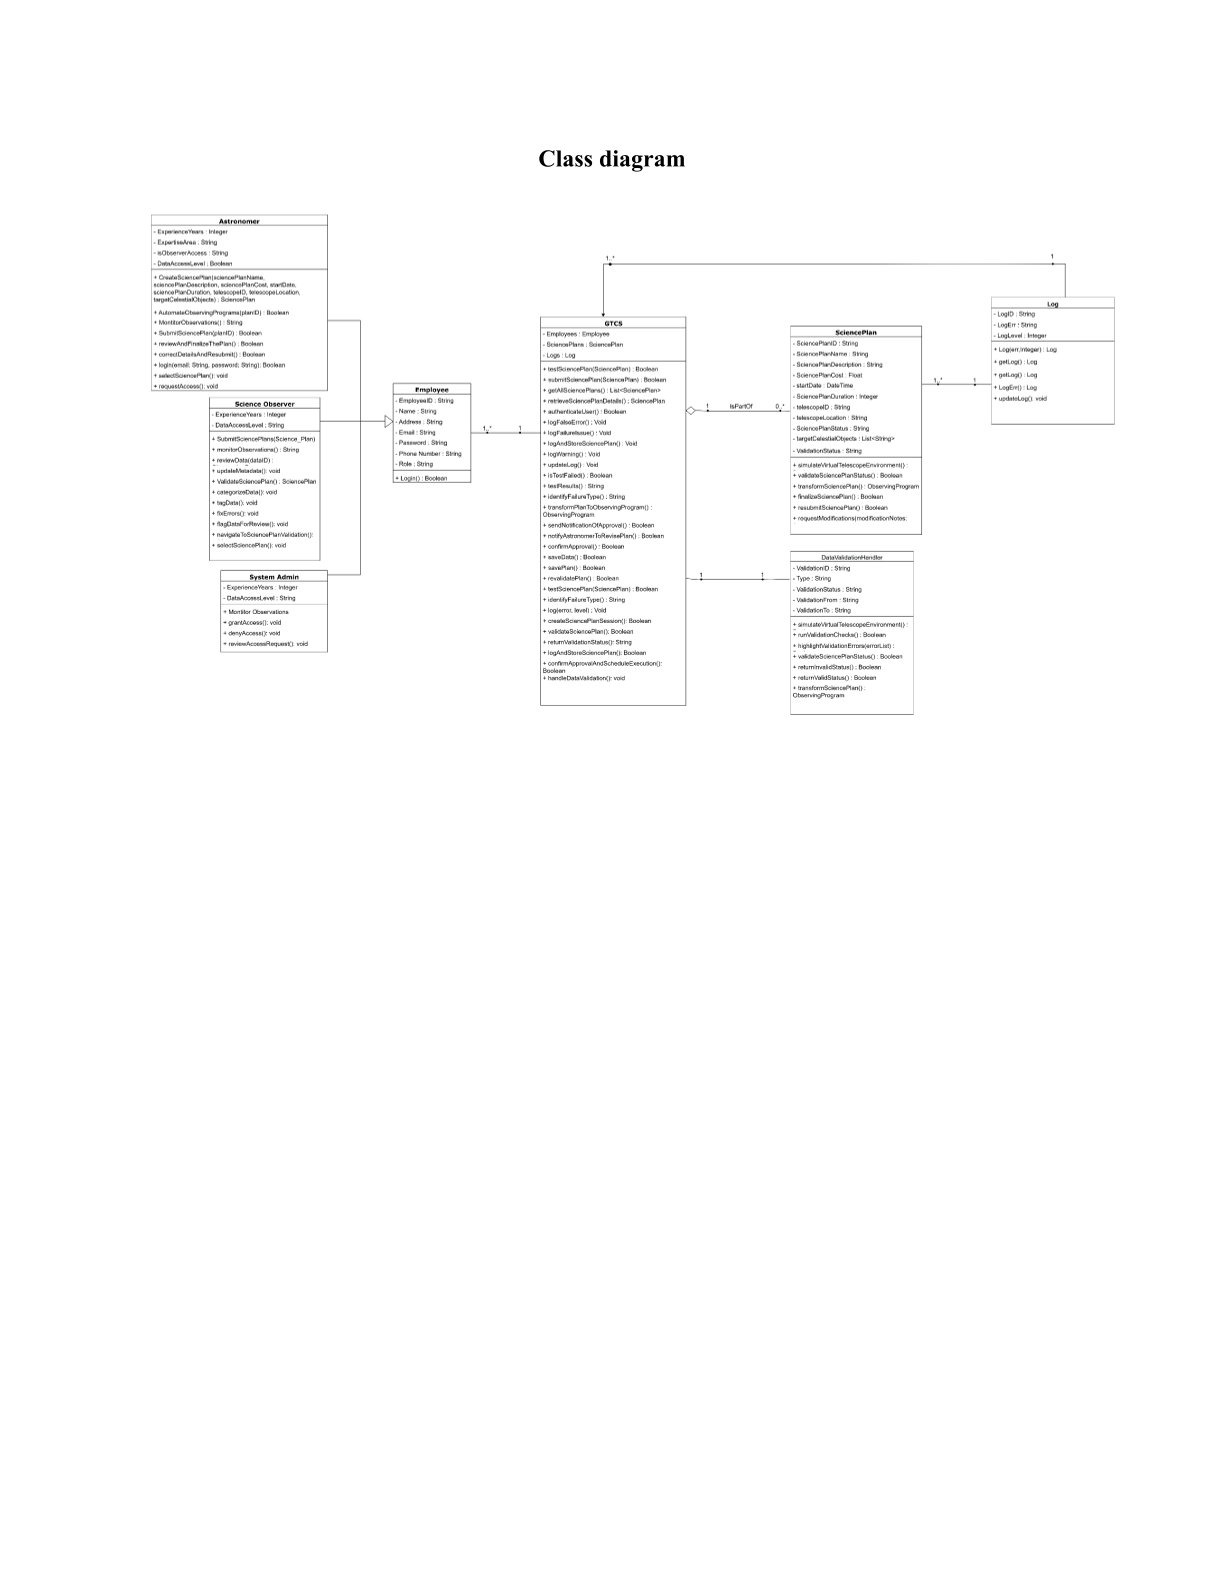 Class diagram
Astronomer
- ExperienceYears : Integer
- ExpertiseArea : String
- isObserverAccess : String
- DataAccessLevel : Boolean
+ CreateSciencePlan(sciencePlanName,
sciencePlanDescription, sciencePlanCost, startDate,
sciencePlanDuration, telescopeID, telescopeLocation,
targetCelestialObjects) : SciencePlan
+ AutomateObservingPrograms(planID) : Boolean
+ MontitorObservations() : String
+ SubmitSciencePlan(planID) : Boolean
+ reviewAndFinalizeThePlan() : Boolean
+ correctDetailsAndResubmit() : Boolean
+ login(email: String, password: String): Boolean
+ selectSciencePlan(): void
+ requestAccess(): void
Science Observer
- ExperienceYears : Integer
- DataAccessLevel : String
+ SubmitSciencePlans(Science_Plan)
+ monitorObservations() : String
+ reviewData(dataID) :
+ updateMetadata(): void
+ ValidateSciencePlan() : SciencePlan
+ categorizeData(): void
+ tagData(): void
+ fixErrors(): void
+ flagDataForReview(): void
+ navigateToSciencePlanValidation():
+ selectSciencePlan(): void
System Admin
- ExperienceYears : Integer
- DataAccessLevel : String
+ Montitor Observations
+ grantAccess(): void
+ denyAccess(): void
+ reviewAccessRequest(): void
Employee
- EmployeeID : String
- Name : String
- Address : String
- Email : String
- Password : String
- Phone Number : String
- Role : String
+ Login() : Boolean
1..*
1
GTCS
- Employees : Employee
- SciencePlans : SciencePlan
- Logs : Log
+ testSciencePlan(SciencePlan) : Boolean
+ submitSciencePlan(SciencePlan) : Boolean
+ getAllSciencePlans() : List<SciencePlan>
+ retrieveSciencePlanDetails() : SciencePlan
+ authenticateUser() : Boolean
+ logFalseError() : Void
+ logFailureIssue() : Void
+ logAndStoreSciencePlan() : Void
+ logWarning() : Void
+ updateLog() : Void
+ isTestFailed() : Boolean
+ testResults() : String
+ identifyFailureType() : String
+ transformPlanToObservingProgram() :
ObservingProgram
+ sendNotificationOfApproval() : Boolean
+ notifyAstronomerToRevisePlan() : Boolean
+ confirmApproval() : Boolean
+ saveData() : Boolean
+ savePlan() : Boolean
+ revalidatePlan() : Boolean
+ testSciencePlan(SciencePlan) : Boolean
+ identifyFailureType() : String
+ log(error, level) : Void
+ createSciencePlanSession() : Boolean
+ validateSciencePlan(): Boolean
+ returnValidationStatus(): String
+ logAndStoreSciencePlan(): Boolean
+ confirmApprovalAndScheduleExecution():
Boolean
+ handleDataValidation(): void
1..*
1
1
IsPartOf
0..*
SciencePlan
- SciencePlanID : String
- SciencePlanName : String
- SciencePlanDescription : String
- SciencePlanCost : Float
- startDate : DateTime
- SciencePlanDuration : Integer
- telescopeID : String
- telescopeLocation : String
- SciencePlanStatus : String
- targetCelestialObjects : List<String>
- ValidationStatus : String
+ simulateVirtualTelescopeEnvironment() :
+ validateSciencePlanStatus() : Boolean
+ transformSciencePlan() : ObservingProgram
+ finalizeSciencePlan() : Boolean
+ resubmitSciencePlan() : Boolean
+ requestModifications(modificationNotes:
1..*
1
Log
- LogID : String
- LogErr : String
- LogLevel : Integer
+ Log(err,Integer) : Log
+ getLog() : Log
+ getLog() : Log
+ LogErr() : Log
+ updateLog(): void
1
1
DataValidationHandler
- ValidationID : String
- Type : String
- ValidationStatus : String
- ValidationFrom : String
- ValidationTo : String
+ simulateVirtualTelescopeEnvironment() :
+ runValidationChecks() : Boolean
+ highlightValidationErrors(errorList) :
+ validateSciencePlanStatus() : Boolean
+ returnInvalidStatus() : Boolean
+ returnValidStatus() : Boolean
+ transformSciencePlan() :
ObservingProgram